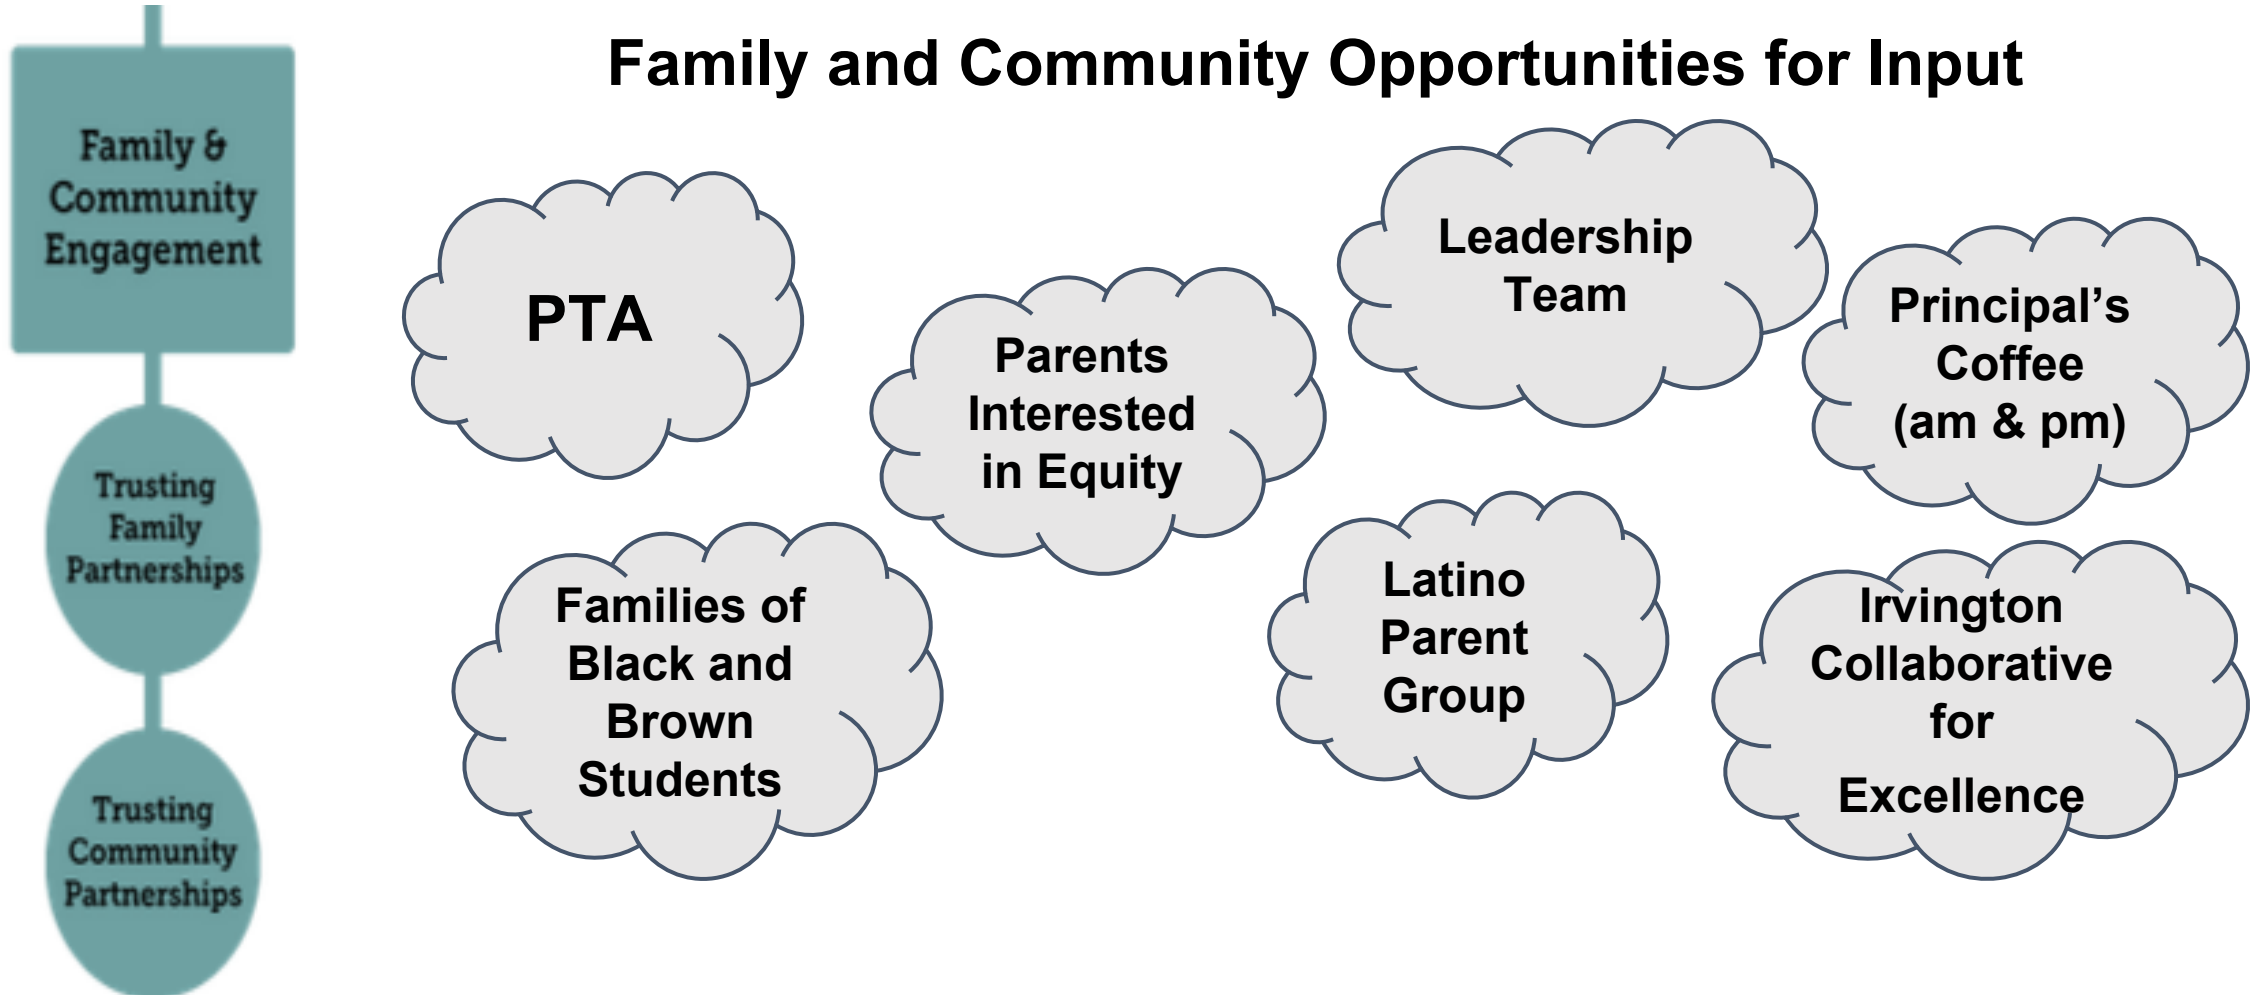 Family and Community Opportunities for Input
Family &
Community
Engagement
Trusting
Family
Partnerships
Trusting
Community
Partnerships
PTA
Parents
Interested
in Equity
Leadership
Team
Principal’s
Coffee
(am & pm)
Families of
Black and
Brown
Students
Latino
Parent
Group
Irvington
Collaborative
for
Excellence